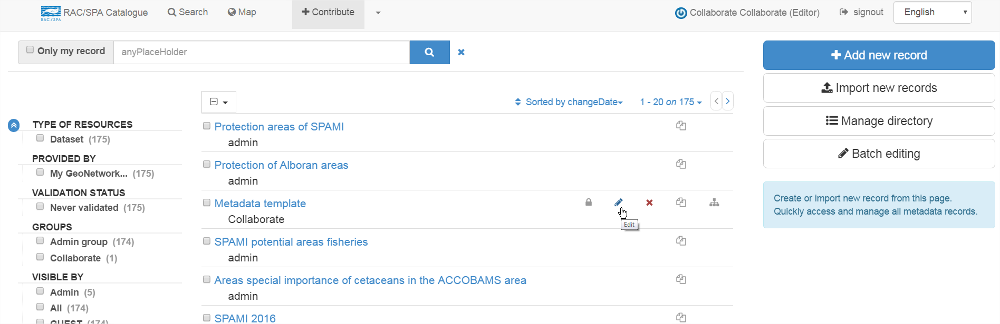 RAC/SPA
RAC/SPA Catalogue
Search
Map
Contribute
Collaborate Collaborate (Editor)
signout
English
Only my record
anyPlaceHolder
Add new record
Import new records
Manage directory
Batch editing
Create or import new record from this page.
Quickly access and manage all metadata records.
Sorted by changeDate
1 - 20 on 175
TYPE OF RESOURCES
Dataset (175)
PROVIDED BY
My GeoNetwork... (175)
VALIDATION STATUS
Never validated (175)
GROUPS
Admin group (174)
Collaborate (1)
VISIBLE BY
Admin (5)
All (174)
GUEST (174)
Protection areas of SPAMI
admin
Protection of Alboran areas
admin
Metadata template
Collaborate
Edit
SPAMI potential areas fisheries
admin
Areas special importance of cetaceans in the ACCOBAMS area
admin
SPAMI 2016